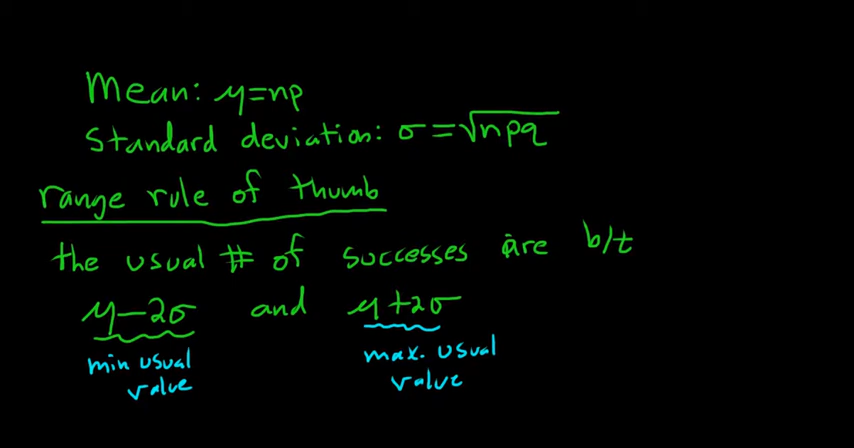 Mean: μ=np
Standard deviation: σ=√npq
range rule of thumb
the usual # of successes are b/t
μ-2σ and μ+2σ
min usual value
max. usual value